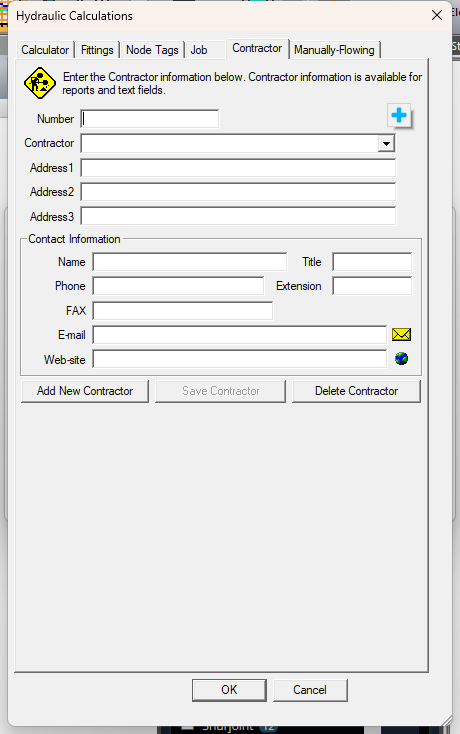 Hydraulic Calculations
Calculator Fittings Node Tags Job Contractor Manually-Flowing
Enter the Contractor information below. Contractor information is available for
reports and text fields.
Number
Contractor
Address1
Address2
Address3
Contact Information
Name Title
Phone Extension
FAX
E-mail
Web-site
Add New Contractor Save Contractor Delete Contractor
OK Cancel
Sharjoint 12